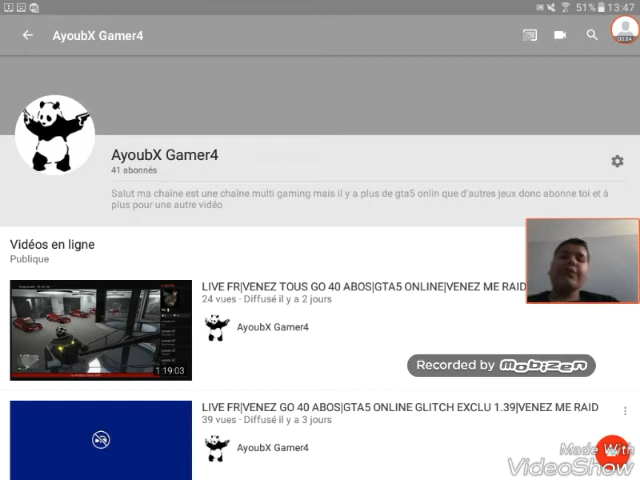 51% 13.47
AyoubX Gamer4
00:04
AyoubX Gamer4
41 abonnés
Salut ma chaîne est une chaîne multi gaming mais il y a plus de gta5 onlin que d'autres jeux donc abonne toi et à
plus pour une autre vidéo
Vidéos en ligne
Publique
LIVE FR|VENEZ TOUS GO 40 ABOS|GTA5 ONLINE|VENEZ ME RAID
24 vues · Diffusé il y a 2 jours
AyoubX Gamer4
1:19:03
Recorded by Mobizen
LIVE FR|VENEZ GO 40 ABOS|GTA5 ONLINE GLITCH EXCLU 1.39|VENEZ ME RAID
39 vues · Diffusé il y a 3 jours
AyoubX Gamer4
Made With
VideoShow